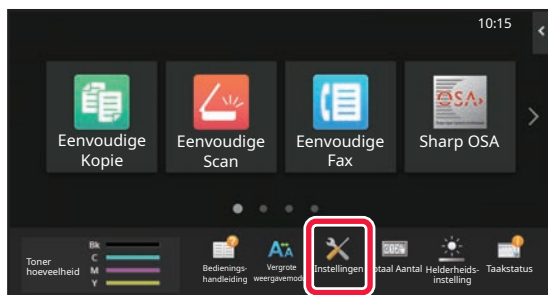 10:15
Eenvoudige
Kopie
Eenvoudige
Scan
Eenvoudige
Fax
OSA
Sharp OSA
Toner
hoeveelheid
Bk
C
M
Y
Bedienings-
handleiding
Vergrote
weergavemodus
Instellingen
Totaal Aantal
Helderheids-
instelling
Taakstatus